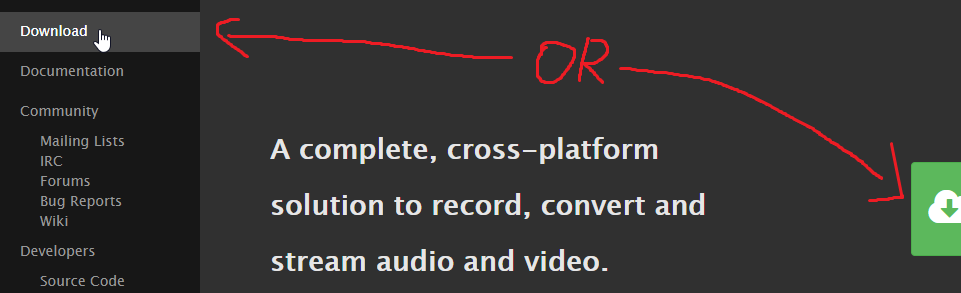 Download
Documentation
Community
Mailing Lists
IRC
Forums
Bug Reports
Wiki
Developers
Source Code
OR
A complete, cross-platform
solution to record, convert and
stream audio and video.